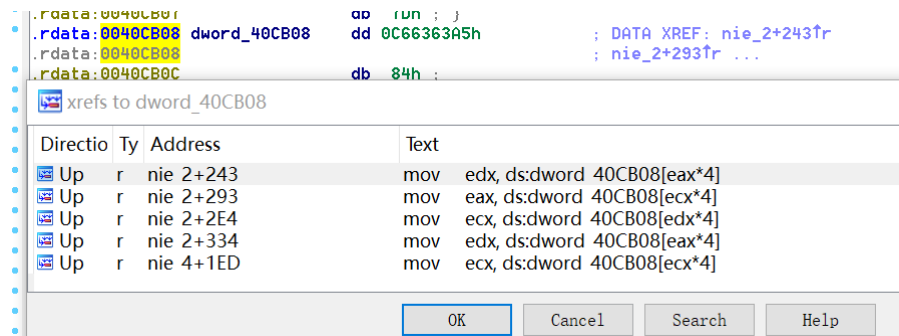 .rdata:0040CB07 db 7Dh ; }
.rdata:0040CB08 dword_40CB08 dd 0C66363A5h ; DATA XREF: nie_2+243↑r
.rdata:0040CB08 ; nie_2+293↑r ...
.rdata:0040CB0C db 84h ;
xrefs to dword_40CB08
Directio Ty Address Text
Up r nie 2+243 mov edx, ds:dword 40CB08[eax*4]
Up r nie 2+293 mov eax, ds:dword 40CB08[ecx*4]
Up r nie 2+2E4 mov ecx, ds:dword 40CB08[edx*4]
Up r nie 2+334 mov edx, ds:dword 40CB08[eax*4]
Up r nie 4+1ED mov ecx, ds:dword 40CB08[ecx*4]
OK Cancel Search Help